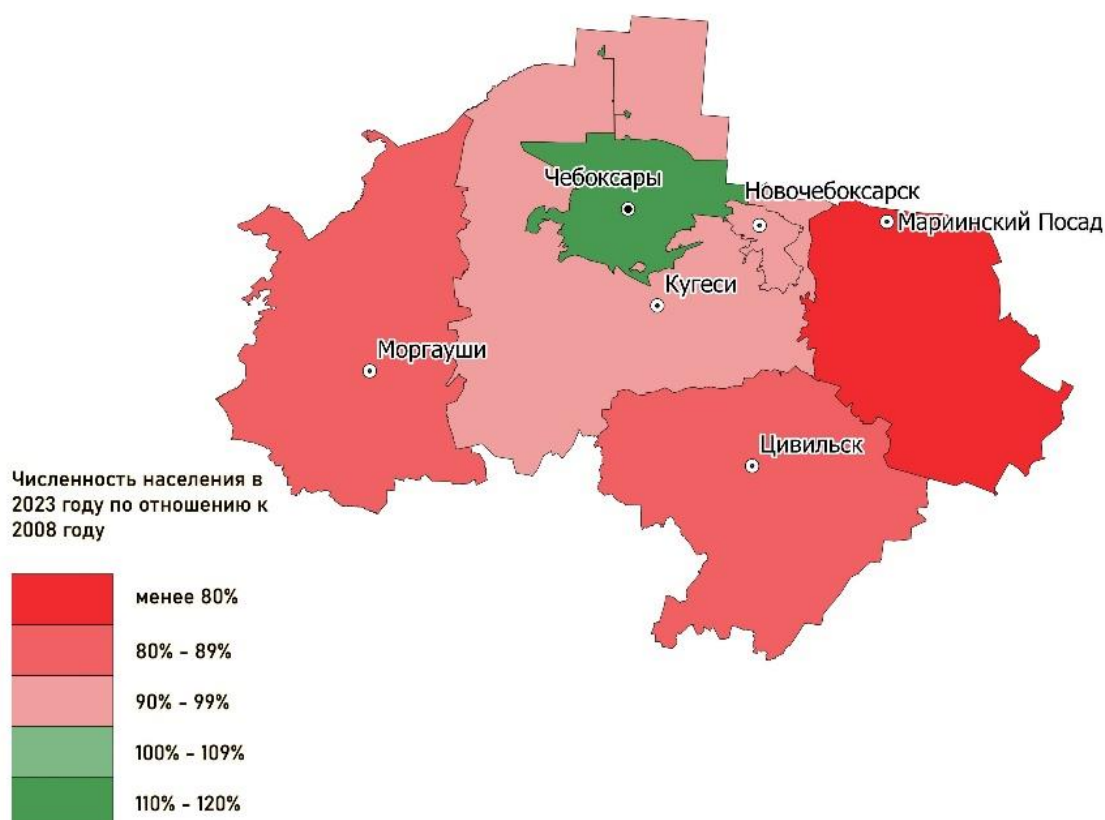 Чебоксары
Новочебоксарск
Мариинский Посад
Кугеси
Моргауши
Цивильск
Численность населения в
2023 году по отношению к
2008 году
менее 80%
80% - 89%
90% - 99%
100% - 109%
110% - 120%